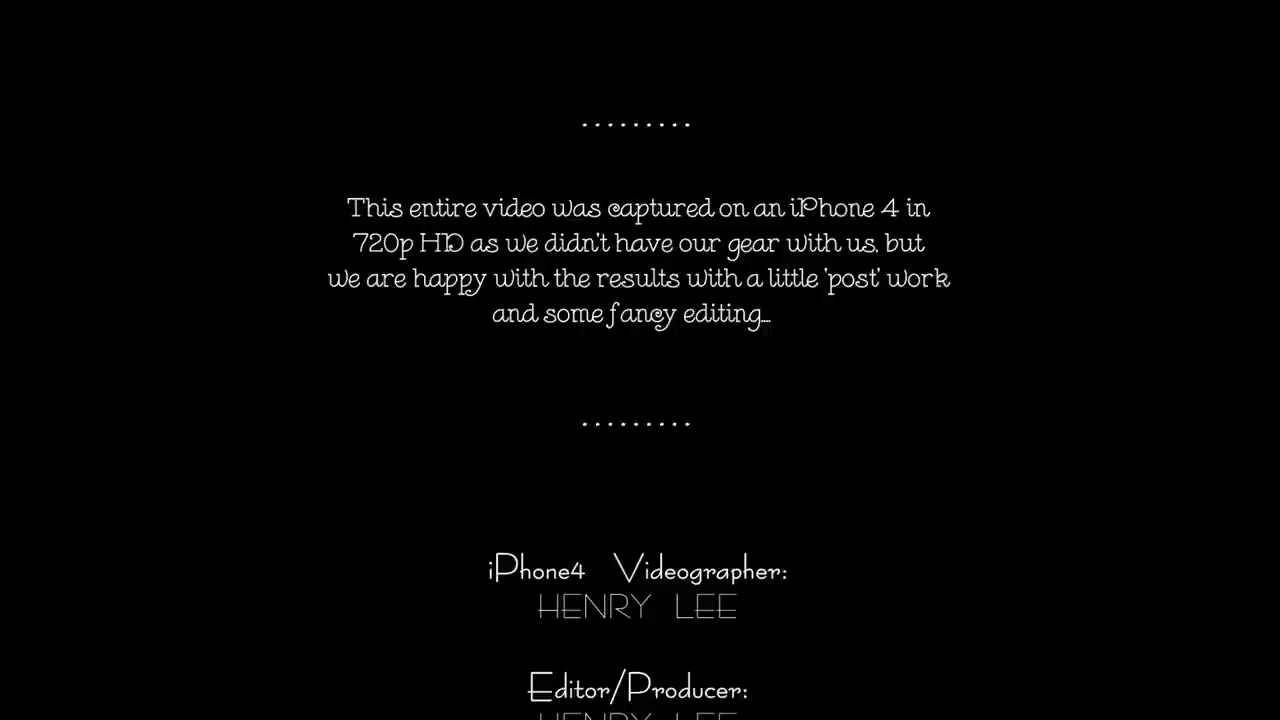 .........
This entire video was captured on an iPhone 4 in
720p HD as we didn't have our gear with us, but
we are happy with the results with a little 'post' work
and some fancy editing...
.........
iPhone4 Videographer:
HENRY LEE
Editor/Producer:
HENRY LEE